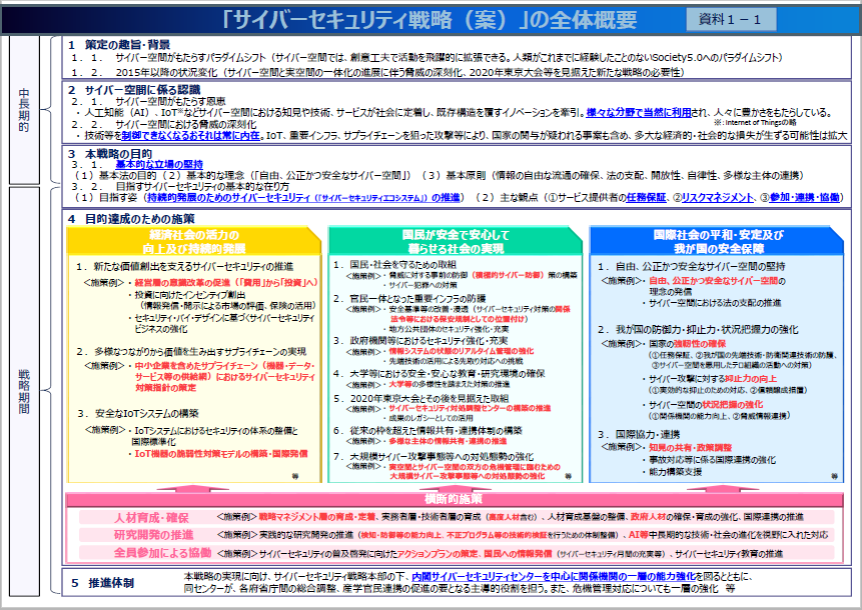 「サイバーセキュリティ戦略（案）」の全体概要
資料１－１
中長期的
1 策定の趣旨・背景
１．１． サイバー空間がもたらすパラダイムシフト（サイバー空間では、創意工夫で活動を飛躍的に拡張できる。人類がこれまでに経験したことのないSociety5.0へのパラダイムシフト）
１．２． 2015年以降の状況変化（サイバー空間と実空間の一体化の進展に伴う脅威の深刻化、2020年東京大会等を見据えた新たな戦略の必要性）
2 サイバー空間に係る認識
２．１． サイバー空間がもたらす恩恵
・人工知能（AI）、IoT※などサイバー空間における知見や技術、サービスが社会に定着し、既存構造を覆すイノベーションを牽引。様々な分野で当然に利用され、人々に豊かさをもたらしている。
※：Internet of Thingsの略
２．２． サイバー空間における脅威の深刻化
・技術等を制御できなくなるおそれは常に内在。IoT、重要インフラ、サプライチェーンを狙った攻撃等により、国家の関与が疑われる事案も含め、多大な経済的・社会的な損失が生ずる可能性は拡大
3 本戦略の目的
３．１． 基本的な立場の堅持
（１）基本法の目的（２）基本的な理念（「自由、公正かつ安全なサイバー空間」）（３）基本原則（情報の自由な流通の確保、法の支配、開放性、自律性、多様な主体の連携）
３．２． 目指すサイバーセキュリティの基本的な在り方
（１）目指す姿（持続的発展のためのサイバーセキュリティ（「サイバーセキュリティエコシステム」）の推進）（２）主な観点（①サービス提供者の任務保証、②リスクマネジメント、③参加・連携・協働）
戦略期間
4 目的達成のための施策
経済社会の活力の
向上及び持続的発展
１．新たな価値創出を支えるサイバーセキュリティの推進
＜施策例＞・経営層の意識改革の促進（「費用」から「投資」へ）
・投資に向けたインセンティブ創出
（情報発信・開示による市場の評価、保険の活用）
・セキュリティ・バイ・デザインに基づくサイバーセキュリティ
ビジネスの強化
２．多様なつながりから価値を生み出すサプライチェーンの実現
＜施策例＞・中小企業を含めたサプライチェーン（機器・データ・
サービス等の供給網）におけるサイバーセキュリティ
対策指針の策定
３．安全なIoTシステムの構築
＜施策例＞・IoTシステムにおけるセキュリティの体系の整備と
国際標準化
・IoT機器の脆弱性対策モデルの構築・国際発信
等
国民が安全で安心して
暮らせる社会の実現
１．国民・社会を守るための取組
＜施策例＞・脅威に対する事前の防御（積極的サイバー防御）策の構築
・サイバー犯罪への対策
２．官民一体となった重要インフラの防護
＜施策例＞・安全基準等の改善・浸透（サイバーセキュリティ対策の関係
法令等における保安規制としての位置付け）
・地方公共団体のセキュリティ強化・充実
３．政府機関等におけるセキュリティ強化・充実
＜施策例＞・情報システムの状態のリアルタイム管理の強化
・先端技術の活用による先取り対応への挑戦
４．大学等における安全・安心な教育・研究環境の確保
＜施策例＞・大学等の多様性を踏まえた対策の推進
５．2020年東京大会とその後を見据えた取組
＜施策例＞・サイバーセキュリティ対処調整センターの構築の推進
・成果のレガシーとしての活用
６．従来の枠を超えた情報共有・連携体制の構築
＜施策例＞・多様な主体の情報共有・連携の推進
７．大規模サイバー攻撃事態等への対処態勢の強化
＜施策例＞・実空間とサイバー空間の双方の危機管理に臨むための
大規模サイバー攻撃事態等への対処態勢の強化
等
国際社会の平和・安定及び
我が国の安全保障
１．自由、公正かつ安全なサイバー空間の堅持
＜施策例＞・自由、公正かつ安全なサイバー空間の
理念の発信
・サイバー空間における法の支配の推進
２．我が国の防御力・抑止力・状況把握力の強化
＜施策例＞・国家の強靱性の確保
（①任務保証、②我が国の先端技術・防衛関連技術の防護、
③サイバー空間を悪用したテロ組織の活動への対策）
・サイバー攻撃に対する抑止力の向上
（①実効的な抑止のための対応、②信頼醸成措置）
・サイバー空間の状況把握の強化
（①関係機関の能力向上、②脅威情報連携）
３．国際協力・連携
＜施策例＞・知見の共有・政策調整
・事故対応等に係る国際連携の強化
・能力構築支援
等
横断的施策
人材育成・確保 ＜施策例＞戦略マネジメント層の育成・定着、実務者層・技術者層の育成（高度人材含む）、人材育成基盤の整備、政府人材の確保・育成の強化、国際連携の推進
研究開発の推進 ＜施策例＞実践的な研究開発の推進（検知・防御等の能力向上、不正プログラム等の技術的検証を行うための体制整備）、AI等中長期的な技術・社会の進化を視野に入れた対応
全員参加による協働 ＜施策例＞サイバーセキュリティの普及啓発に向けたアクションプランの策定、国民への情報発信（サイバーセキュリティ月間の充実等）、サイバーセキュリティ教育の推進
5 推進体制
本戦略の実現に向け、サイバーセキュリティ戦略本部の下、内閣サイバーセキュリティセンターを中心に関係機関の一層の能力強化を図るとともに、
同センターが、各府省庁間の総合調整、産学官民連携の促進の要となる主導的役割を担う。また、危機管理対応についても一層の強化 等